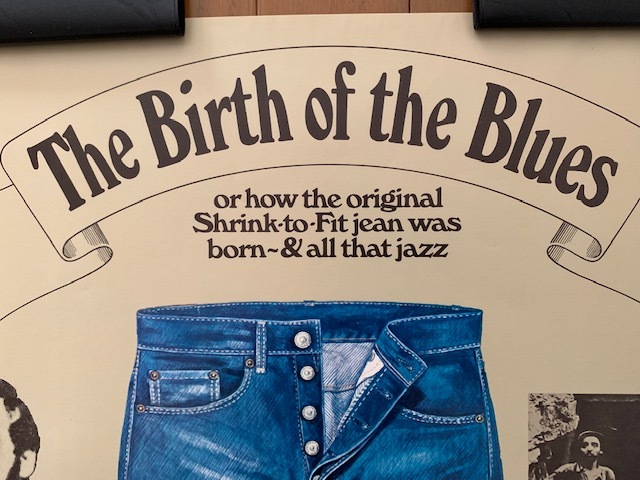 The Birth of the Blues
or how the original
Shrink-to-Fit jean was
born~& all that jazz